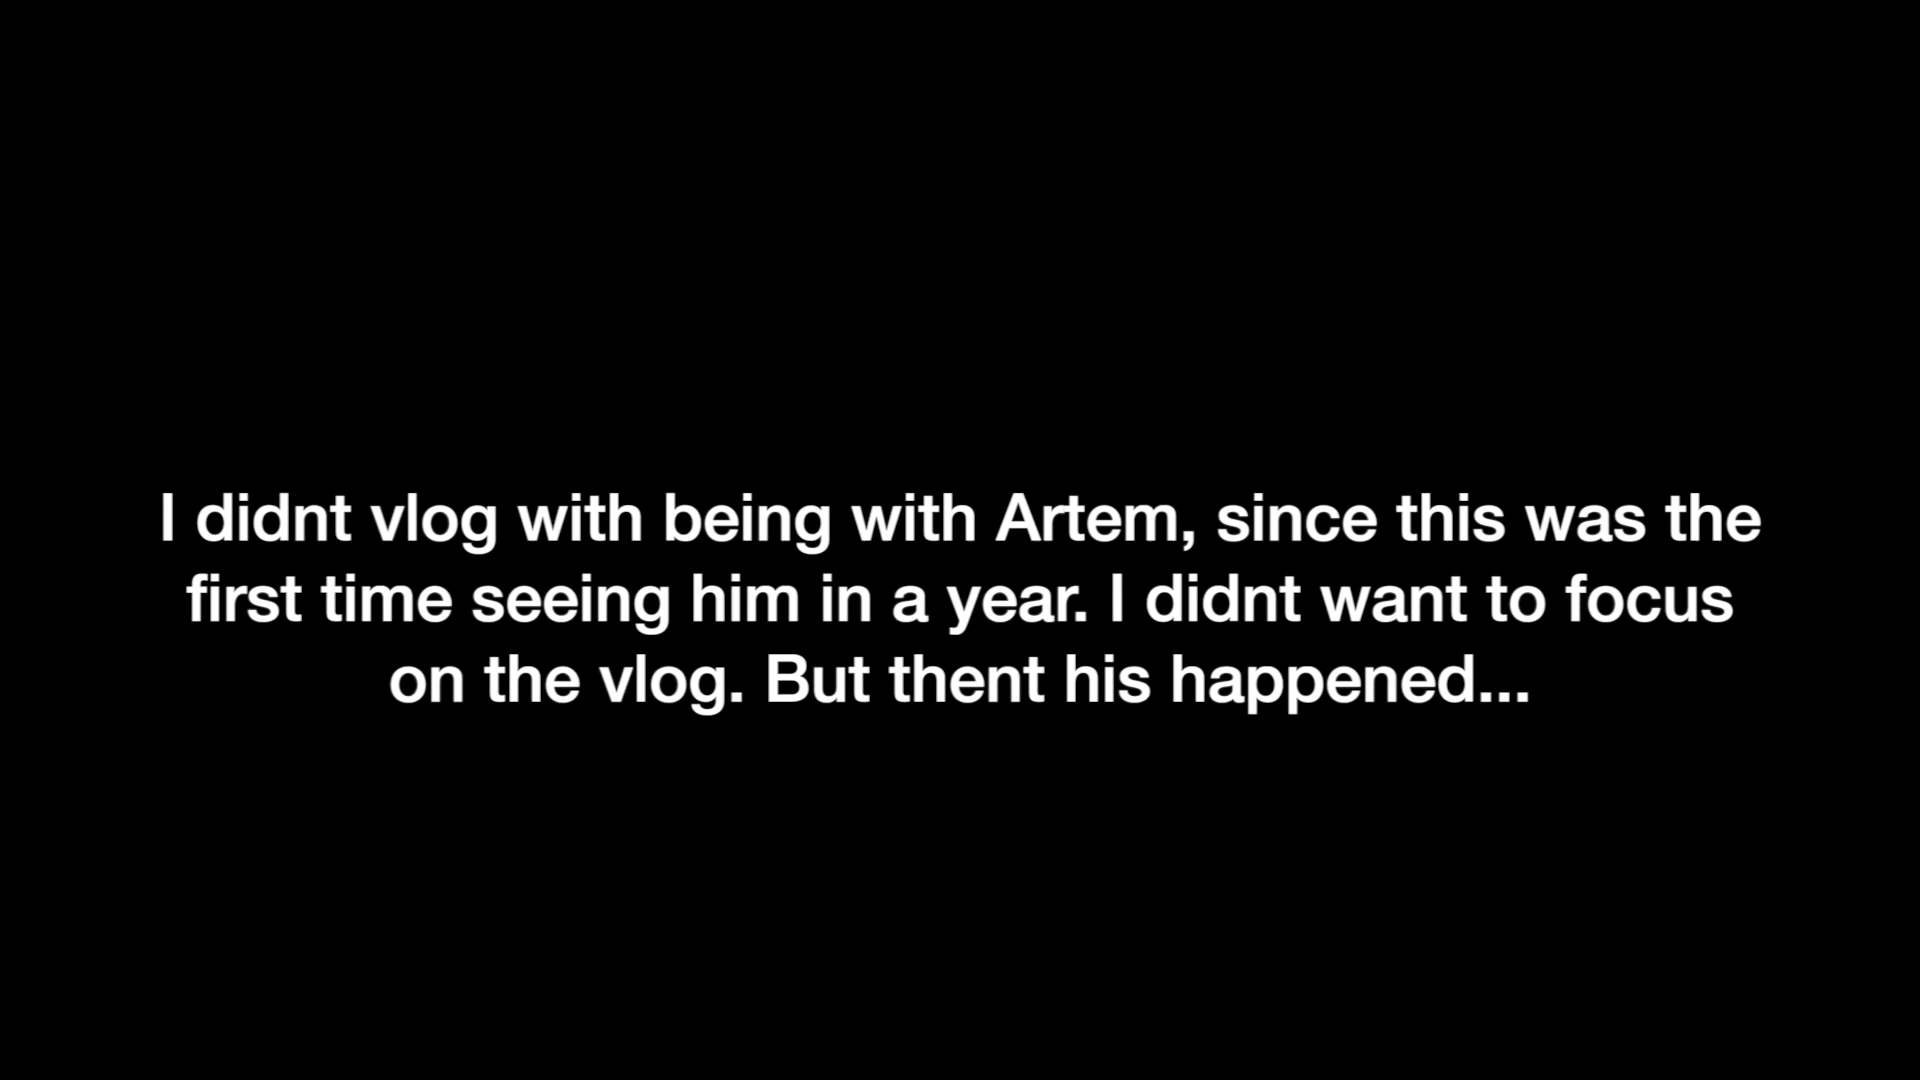 I didnt vlog with being with Artem, since this was the
first time seeing him in a year. I didnt want to focus
on the vlog. But thent his happened...